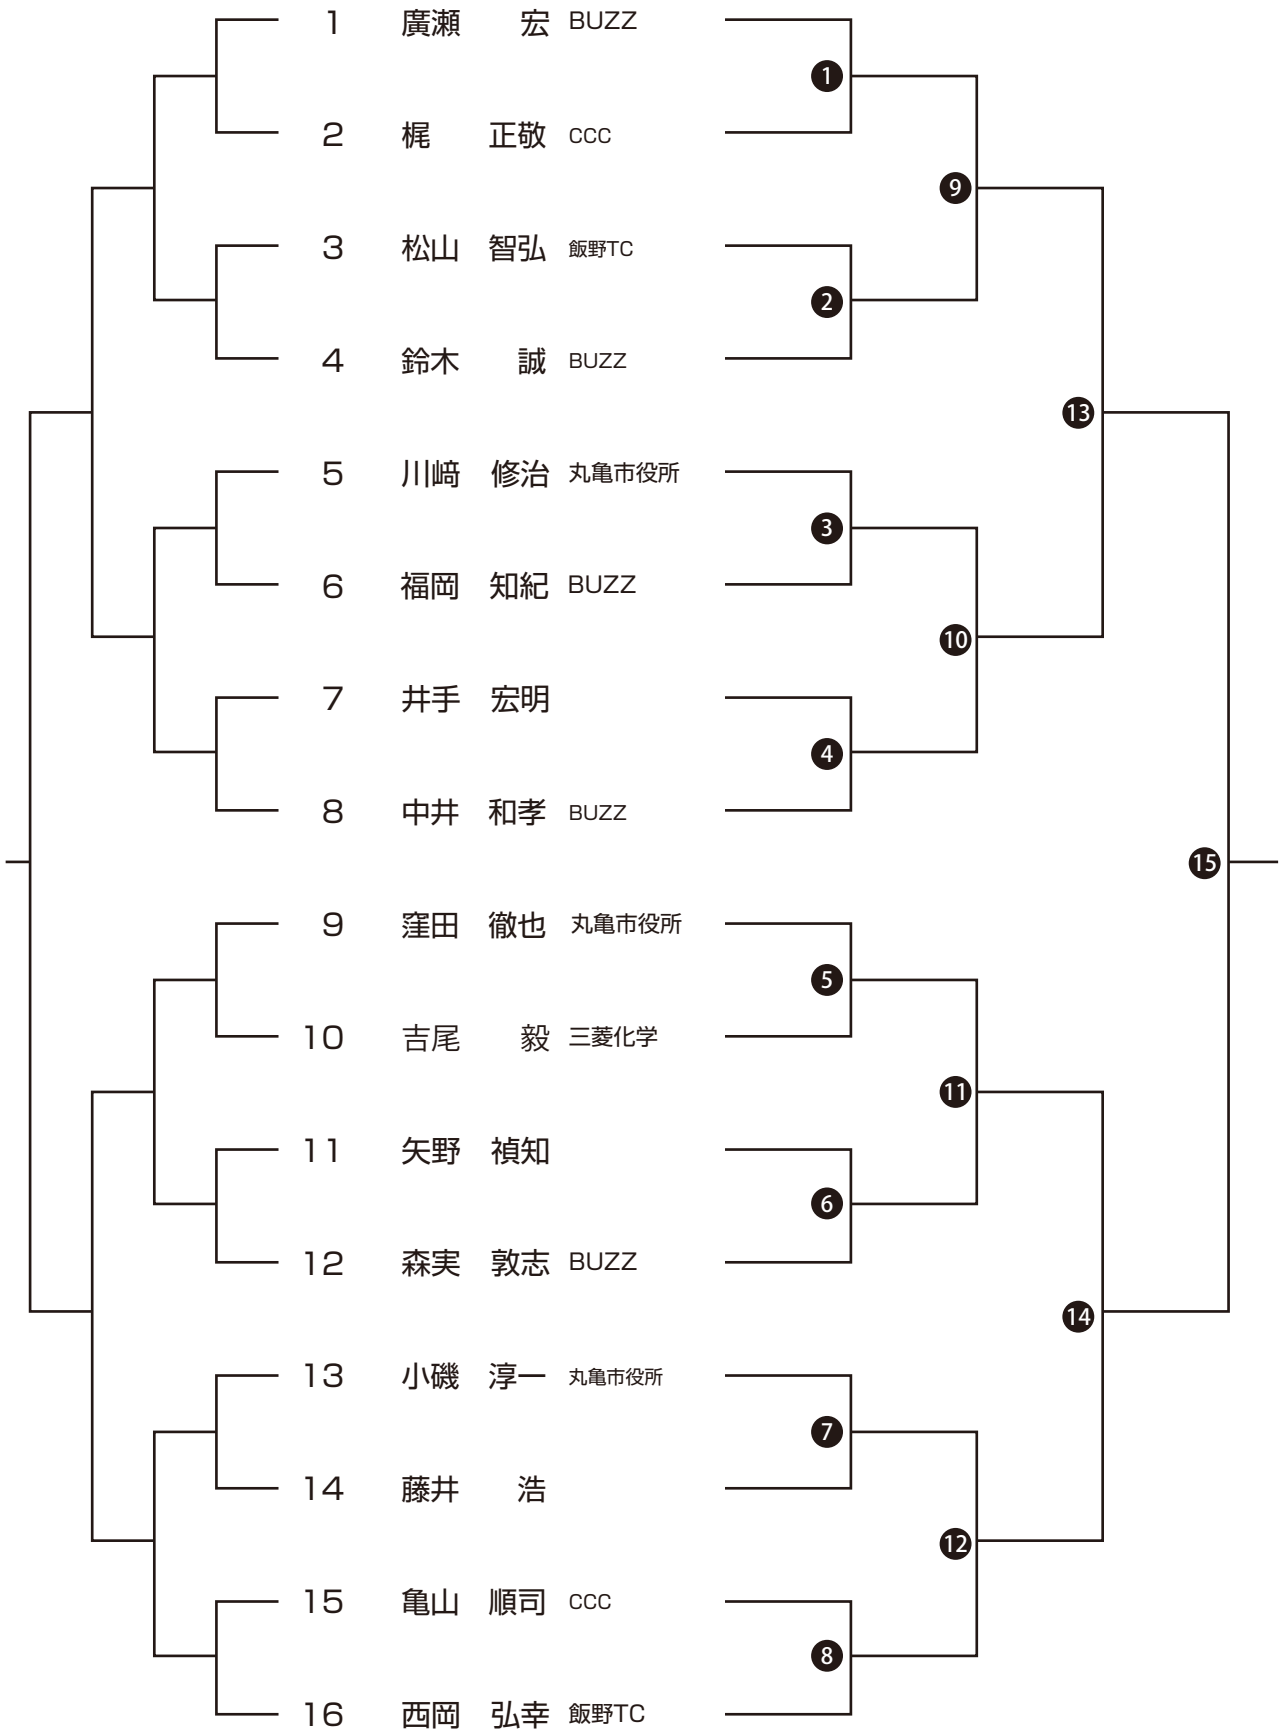 1 廣瀬 宏 BUZZ
❶
2 梶 正敬 CCC
❾
3 松山 智弘 飯野TC
❷
4 鈴木 誠 BUZZ
⓭
5 川﨑 修治 丸亀市役所
❸
6 福岡 知紀 BUZZ
❿
7 井手 宏明
❹
8 中井 和孝 BUZZ
⓯
9 窪田 徹也 丸亀市役所
❺
10 吉尾 毅 三菱化学
⓫
11 矢野 禎知
❻
12 森実 敦志 BUZZ
⓮
13 小磯 淳一 丸亀市役所
❼
14 藤井 浩
⓬
15 亀山 順司 CCC
❽
16 西岡 弘幸 飯野TC